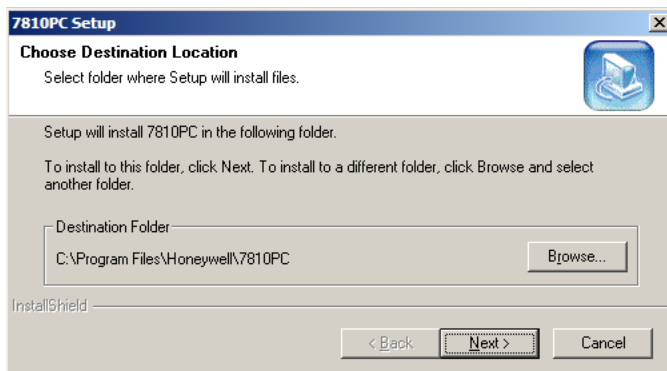 7810PC Setup
Choose Destination Location
Select folder where Setup will install files.
Setup will install 7810PC in the following folder.
To install to this folder, click Next. To install to a different folder, click Browse and select
another folder.
Destination Folder
C:\Program Files\Honeywell\7810PC
Browse...
InstallShield
< Back
Next >
Cancel